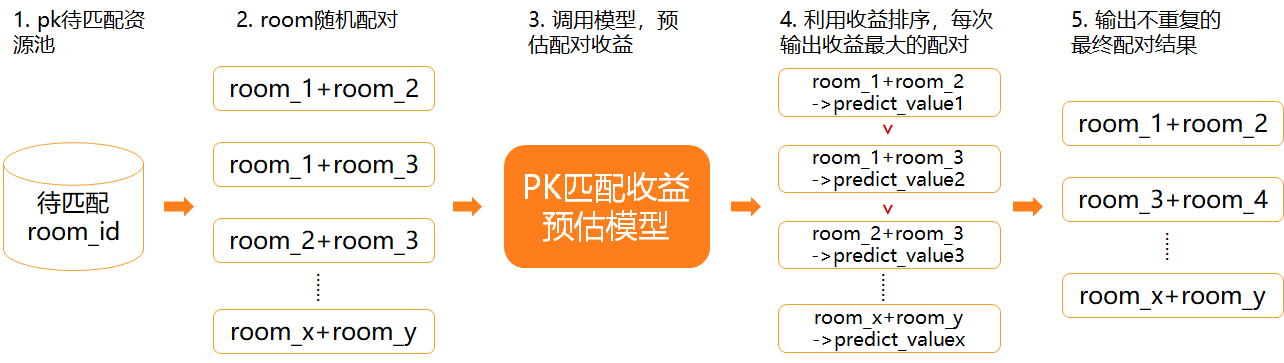 1. pk待匹配资
源池
2. room随机配对
3. 调用模型，预
估配对收益
4. 利用收益排序，每次
输出收益最大的配对
5. 输出不重复的
最终配对结果
待匹配
room_id
room_1+room_2
room_1+room_3
room_2+room_3
room_x+room_y
PK匹配收益
预估模型
room_1+room_2
->predict_value1
>
room_1+room_3
->predict_value2
>
room_2+room_3
->predict_value3
room_x+room_y
->predict_valuex
room_1+room_2
room_3+room_4
room_x+room_y